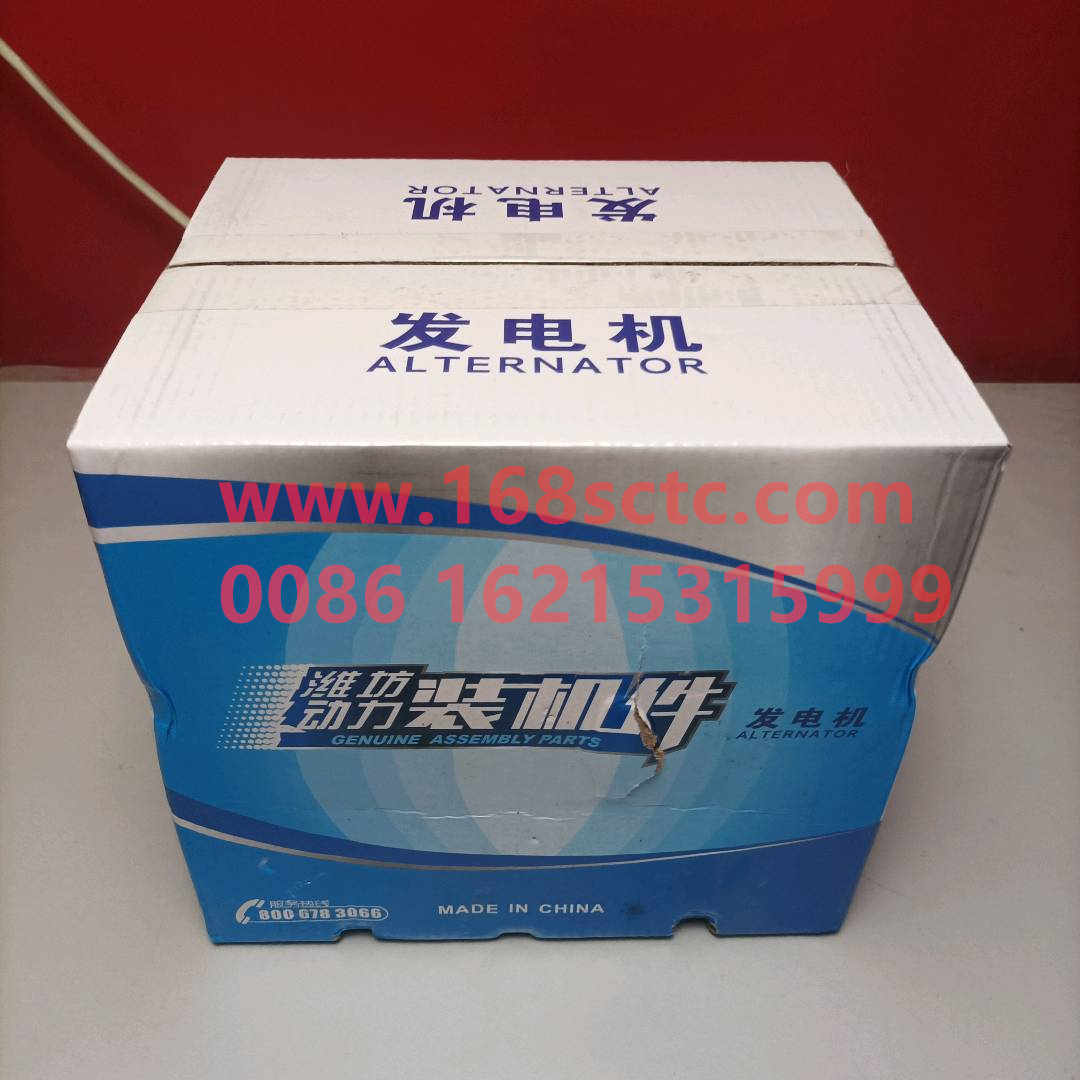 ALTERNATOR
发电机
发电机
ALTERNATOR
www.168sctc.com
0086 16215315999
潍坊
动力
装机件
GENUINE ASSEMBLY PARTS
发电机
ALTERNATOR
服务热线
800 678 3066
MADE IN CHINA